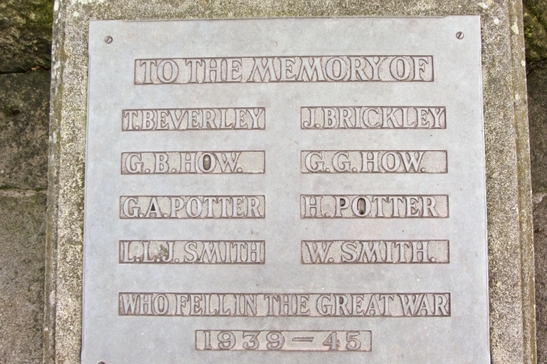 TO THE MEMORY OF
T.BEVERLEY J.BRICKLEY
G.B.HOW. G.G.HOW.
G.A.POTTER H.POTTER
L.L.J.SMITH W.SMITH.
WHO FELL IN THE GREAT WAR
1939-45.